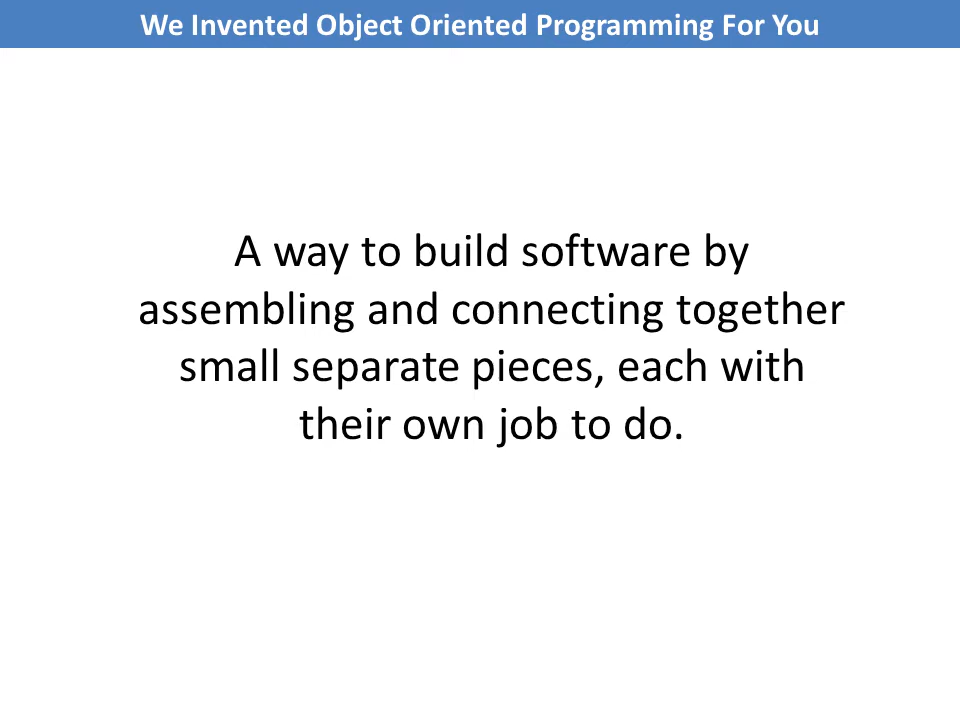 We Invented Object Oriented Programming For You
A way to build software by
assembling and connecting together
small separate pieces, each with
their own job to do.